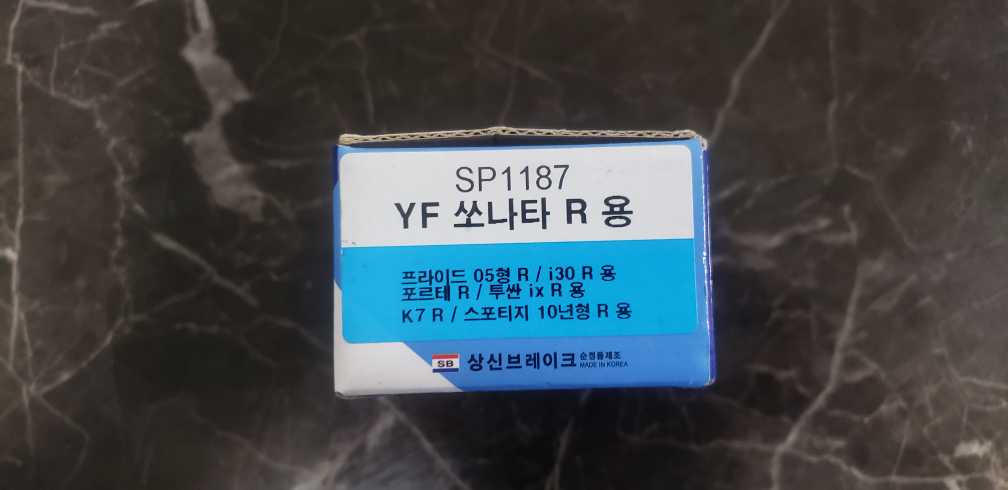 SP1187
YF 쏘나타 R 용
프라이드 05형 R / i30 R 용
포르테 R / 투싼 ix R 용
K7 R / 스포티지 10년형 R 용
SB 상신브레이크 순정품제조
MADE IN KOREA